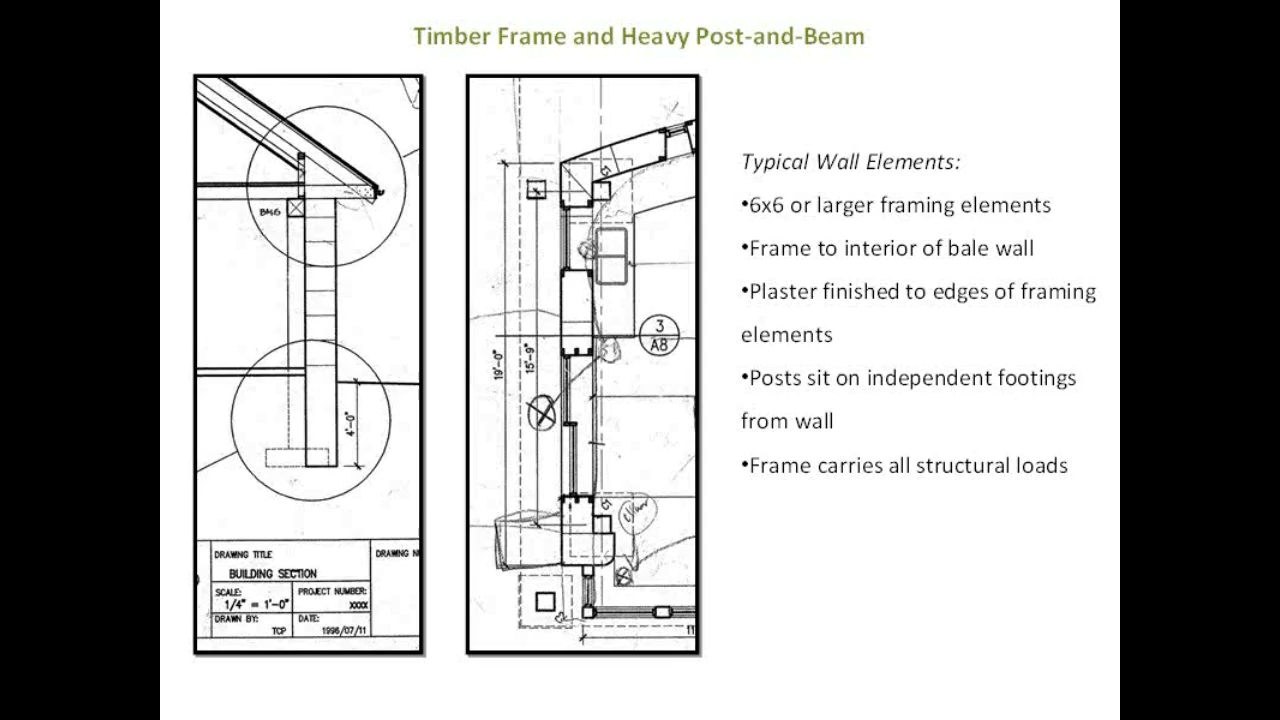 Timber Frame and Heavy Post-and-Beam
BMG
4'-0"
DRAWING TITLE
DRAWING N
BUILDING SECTION
SCALE:
1/4" = 1'-0"
PROJECT NUMBER:
XXXX
DRAWN BY:
TCP
DATE:
1996/07/11
19'-0"
15'-9"
3
A8
11
Typical Wall Elements:
•6x6 or larger framing elements
•Frame to interior of bale wall
•Plaster finished to edges of framing
elements
•Posts sit on independent footings
from wall
•Frame carries all structural loads